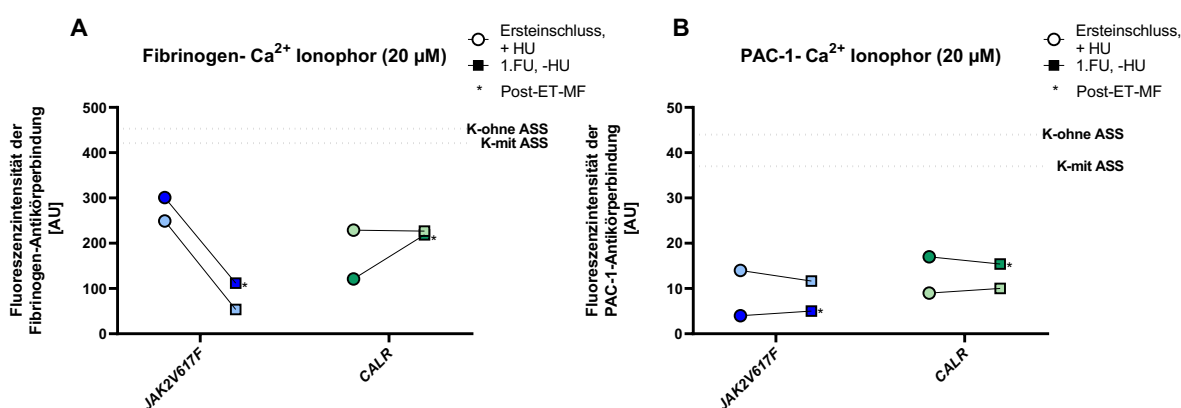 A
Fibrinogen- Ca2+ Ionophor (20 µM)
Ersteinschluss,
+ HU
1.FU, -HU
* Post-ET-MF
Fluoreszenzintensität der
Fibrinogen-Antikörperbindung
[AU]
500
400
300
200
100
0
K-ohne ASS
K-mit ASS
*
*
JAK2V617F
CALR
B
PAC-1- Ca2+ Ionophor (20 µM)
Ersteinschluss,
+ HU
1.FU, -HU
* Post-ET-MF
Fluoreszenzintensität der
PAC-1-Antikörperbindung
[AU]
50
40
30
20
10
0
K-ohne ASS
K-mit ASS
*
*
JAK2V617F
CALR